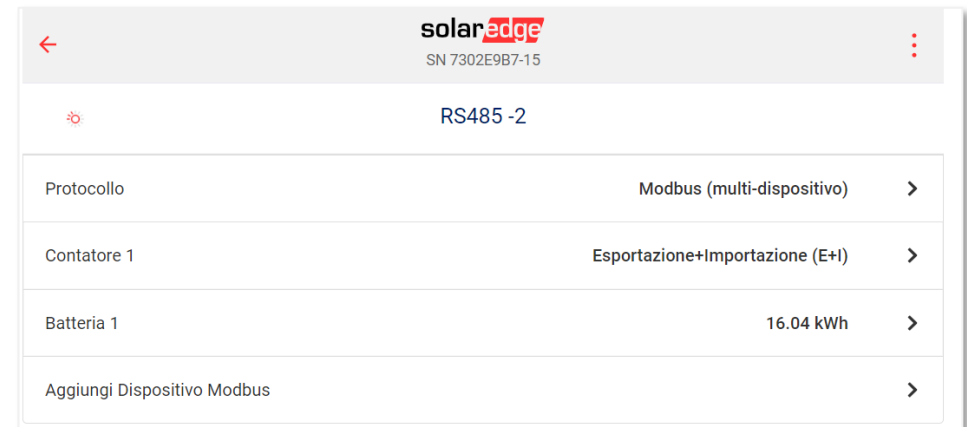 solaredge
SN 7302E9B7-15
RS485 -2
Protocollo Modbus (multi-dispositivo)
Contatore 1 Esportazione+Importazione (E+I)
Batteria 1 16.04 kWh
Aggiungi Dispositivo Modbus